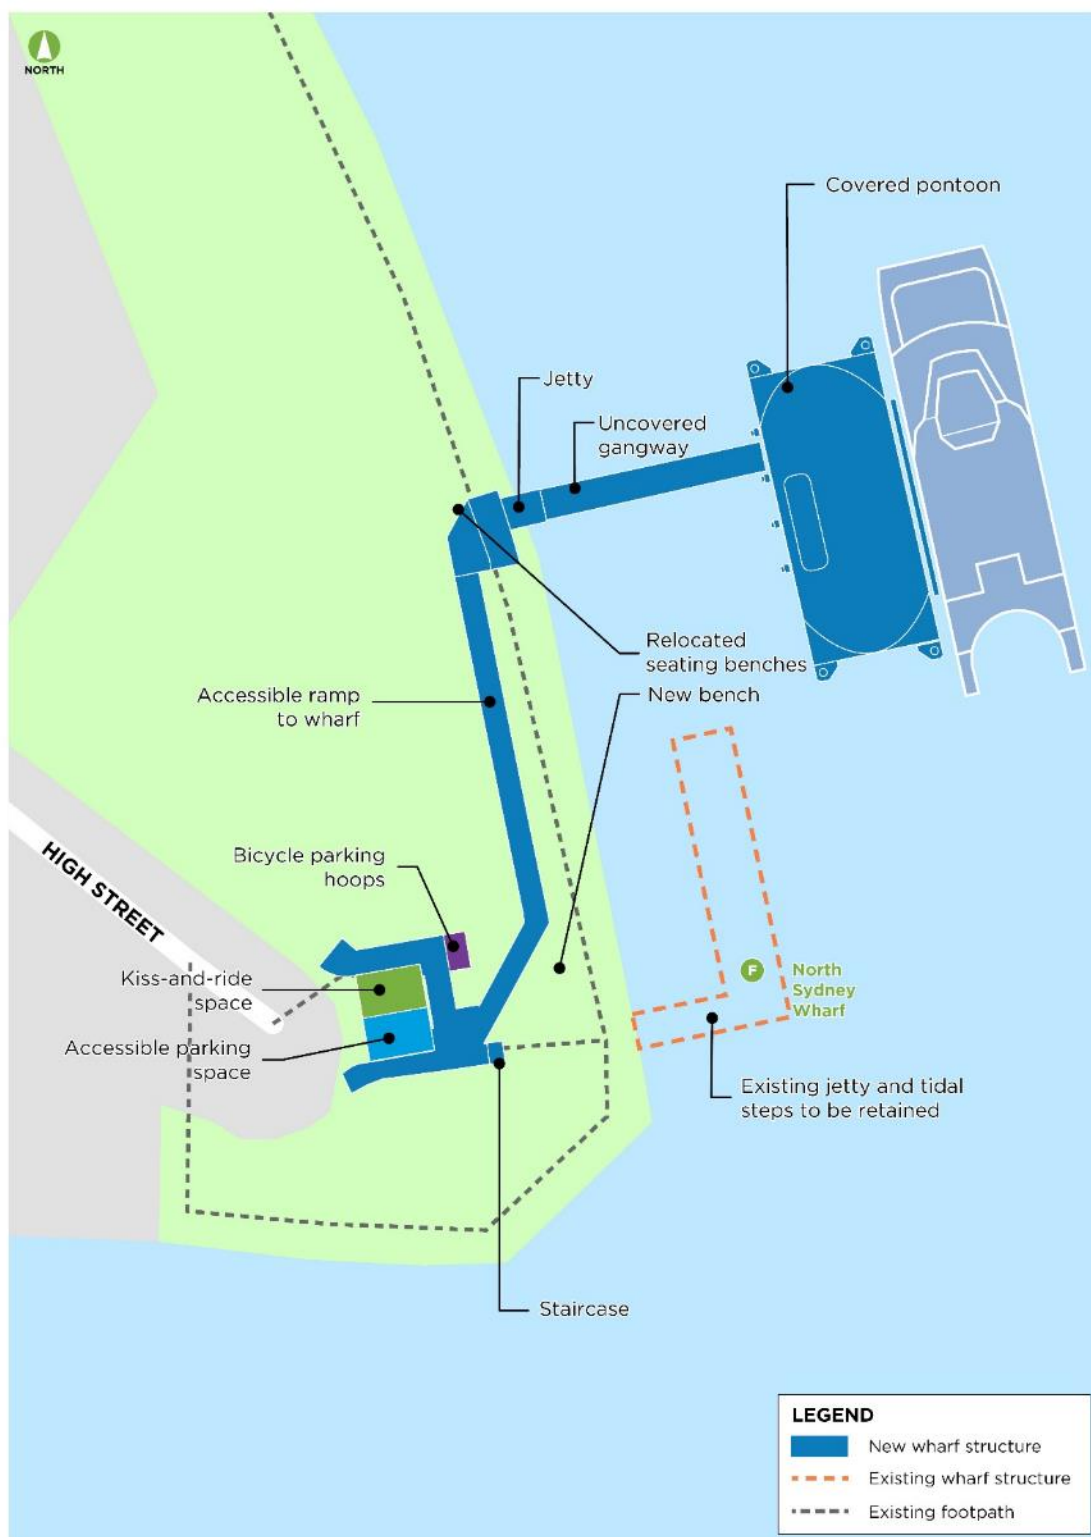 NORTH
Covered pontoon
Jetty
Uncovered
gangway
Relocated
seating benches
Accessible ramp
to wharf
New bench
Bicycle parking
hoops
HIGH STREET
Kiss-and-ride
space
F
North
Sydney
Wharf
Accessible parking
space
Existing jetty and tidal
steps to be retained
Staircase
LEGEND
New wharf structure
Existing wharf structure
Existing footpath